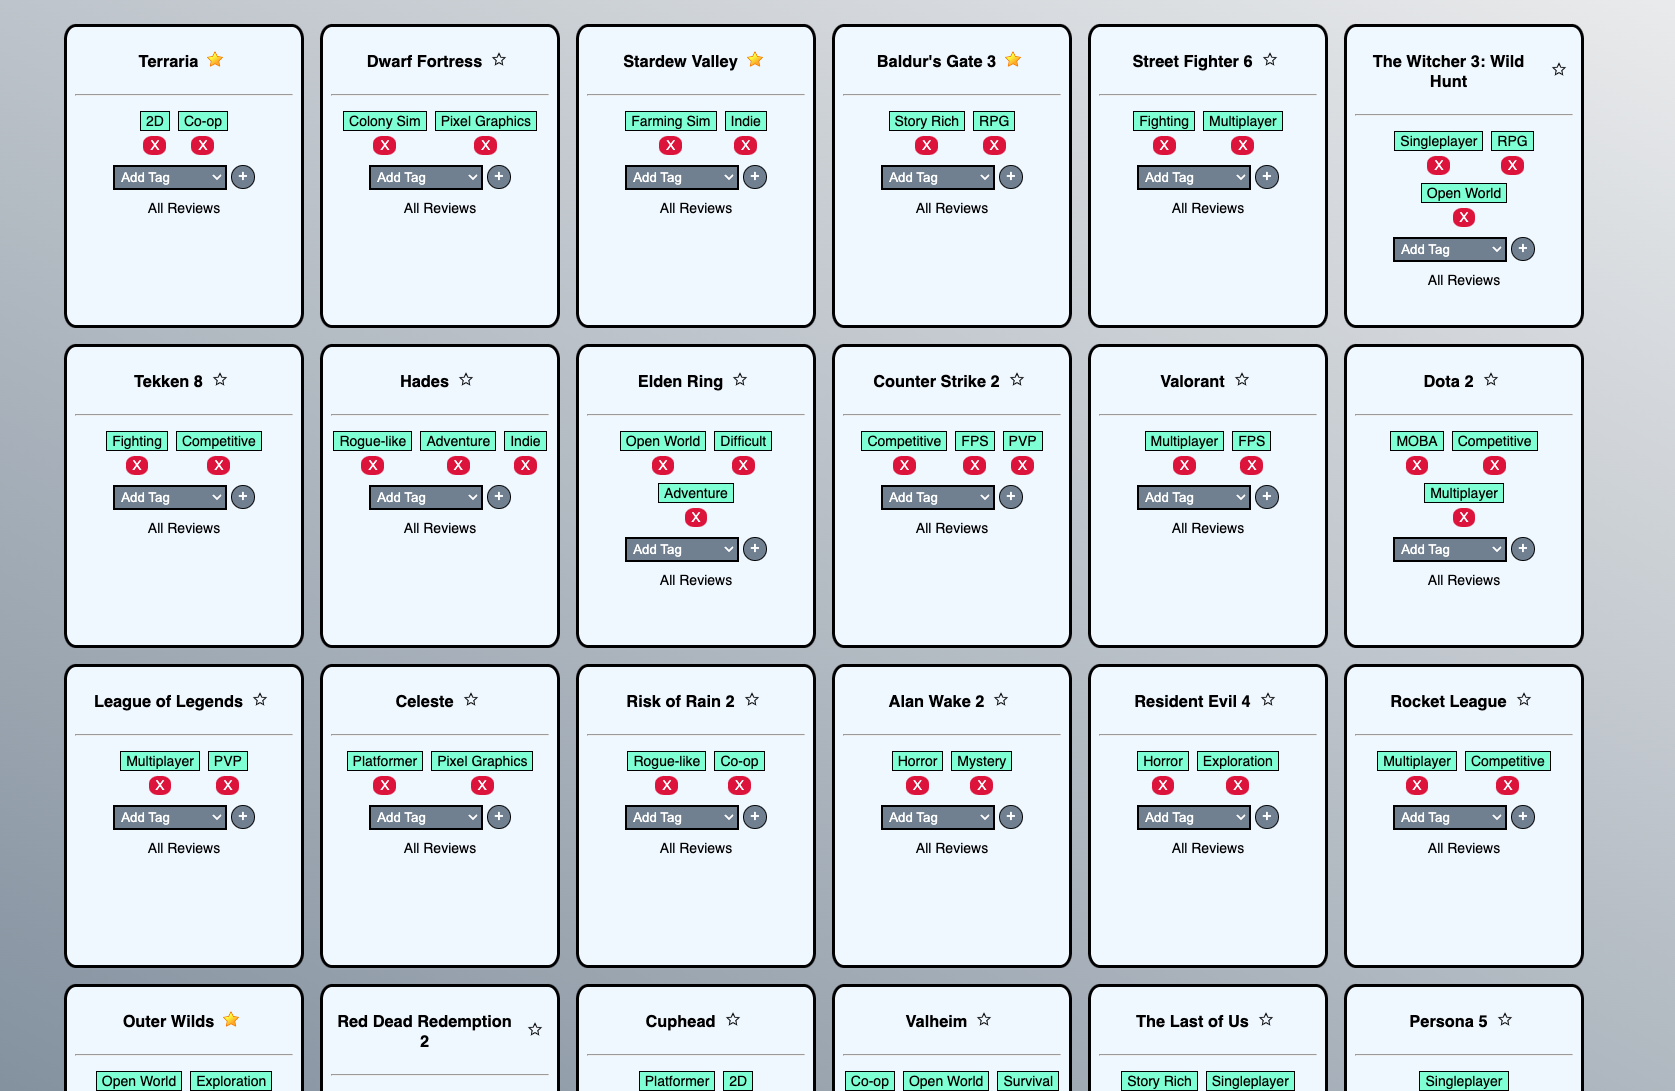 Terraria
2D Co-op
X X
Add Tag +
All Reviews
Dwarf Fortress
Colony Sim Pixel Graphics
X X
Add Tag +
All Reviews
Stardew Valley
Farming Sim Indie
X X
Add Tag +
All Reviews
Baldur's Gate 3
Story Rich RPG
X X
Add Tag +
All Reviews
Street Fighter 6
Fighting Multiplayer
X X
Add Tag +
All Reviews
The Witcher 3: Wild
Hunt
Singleplayer RPG
X X
Open World
X
Add Tag +
All Reviews
Tekken 8
Fighting Competitive
X X
Add Tag +
All Reviews
Hades
Rogue-like Adventure Indie
X X X
Add Tag +
All Reviews
Elden Ring
Open World Difficult
X X
Adventure
X
Add Tag +
All Reviews
Counter Strike 2
Competitive FPS PVP
X X X
Add Tag +
All Reviews
Valorant
Multiplayer FPS
X X
Add Tag +
All Reviews
Dota 2
MOBA Competitive
X X
Multiplayer
X
Add Tag +
All Reviews
League of Legends
Multiplayer PVP
X X
Add Tag +
All Reviews
Celeste
Platformer Pixel Graphics
X X
Add Tag +
All Reviews
Risk of Rain 2
Rogue-like Co-op
X X
Add Tag +
All Reviews
Alan Wake 2
Horror Mystery
X X
Add Tag +
All Reviews
Resident Evil 4
Horror Exploration
X X
Add Tag +
All Reviews
Rocket League
Multiplayer Competitive
X X
Add Tag +
All Reviews
Outer Wilds
Open World Exploration
Red Dead Redemption
2
Cuphead
Platformer 2D
Valheim
Co-op Open World Survival
The Last of Us
Story Rich Singleplayer
Persona 5
Singleplayer